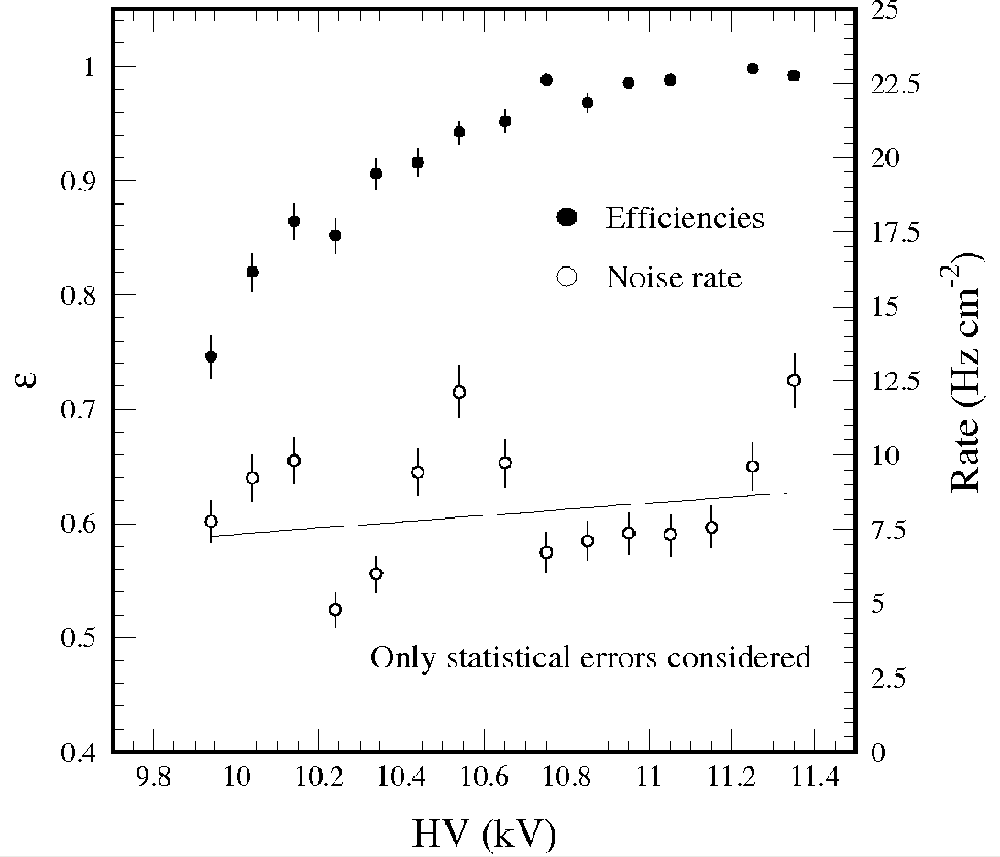 25
1
22.5
20
0.9
Efficiencies
17.5
Noise rate
0.8
15
ε
Rate (Hz cm-2)
12.5
0.7
10
0.6
7.5
0.5
5
Only statistical errors considered
2.5
0.4
0
9.8 10 10.2 10.4 10.6 10.8 11 11.2 11.4
HV (kV)